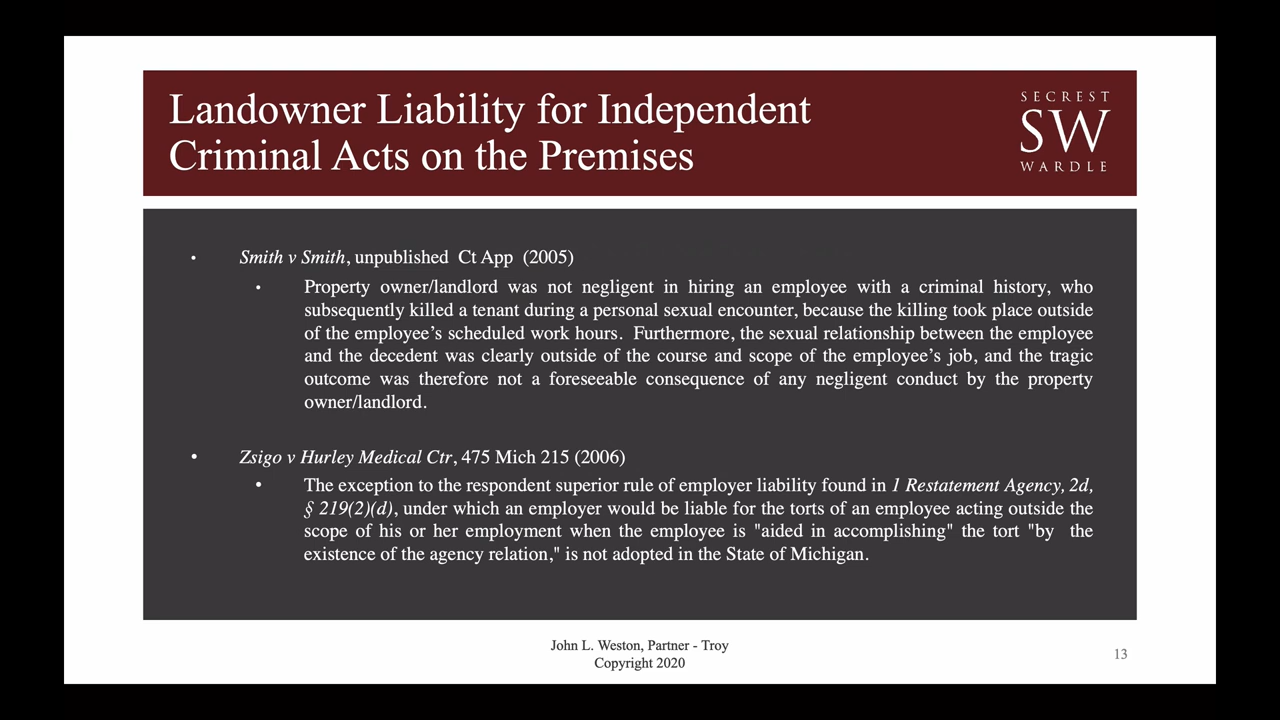 Landowner Liability for Independent
Criminal Acts on the Premises
SECREST
SW
WARDLE
• Smith v Smith, unpublished Ct App (2005)
• Property owner/landlord was not negligent in hiring an employee with a criminal history, who
subsequently killed a tenant during a personal sexual encounter, because the killing took place outside
of the employee’s scheduled work hours. Furthermore, the sexual relationship between the employee
and the decedent was clearly outside of the course and scope of the employee’s job, and the tragic
outcome was therefore not a foreseeable consequence of any negligent conduct by the property
owner/landlord.
• Zsigo v Hurley Medical Ctr, 475 Mich 215 (2006)
• The exception to the respondent superior rule of employer liability found in 1 Restatement Agency, 2d,
§ 219(2)(d), under which an employer would be liable for the torts of an employee acting outside the
scope of his or her employment when the employee is "aided in accomplishing" the tort "by the
existence of the agency relation," is not adopted in the State of Michigan.
John L. Weston, Partner - Troy
Copyright 2020
13